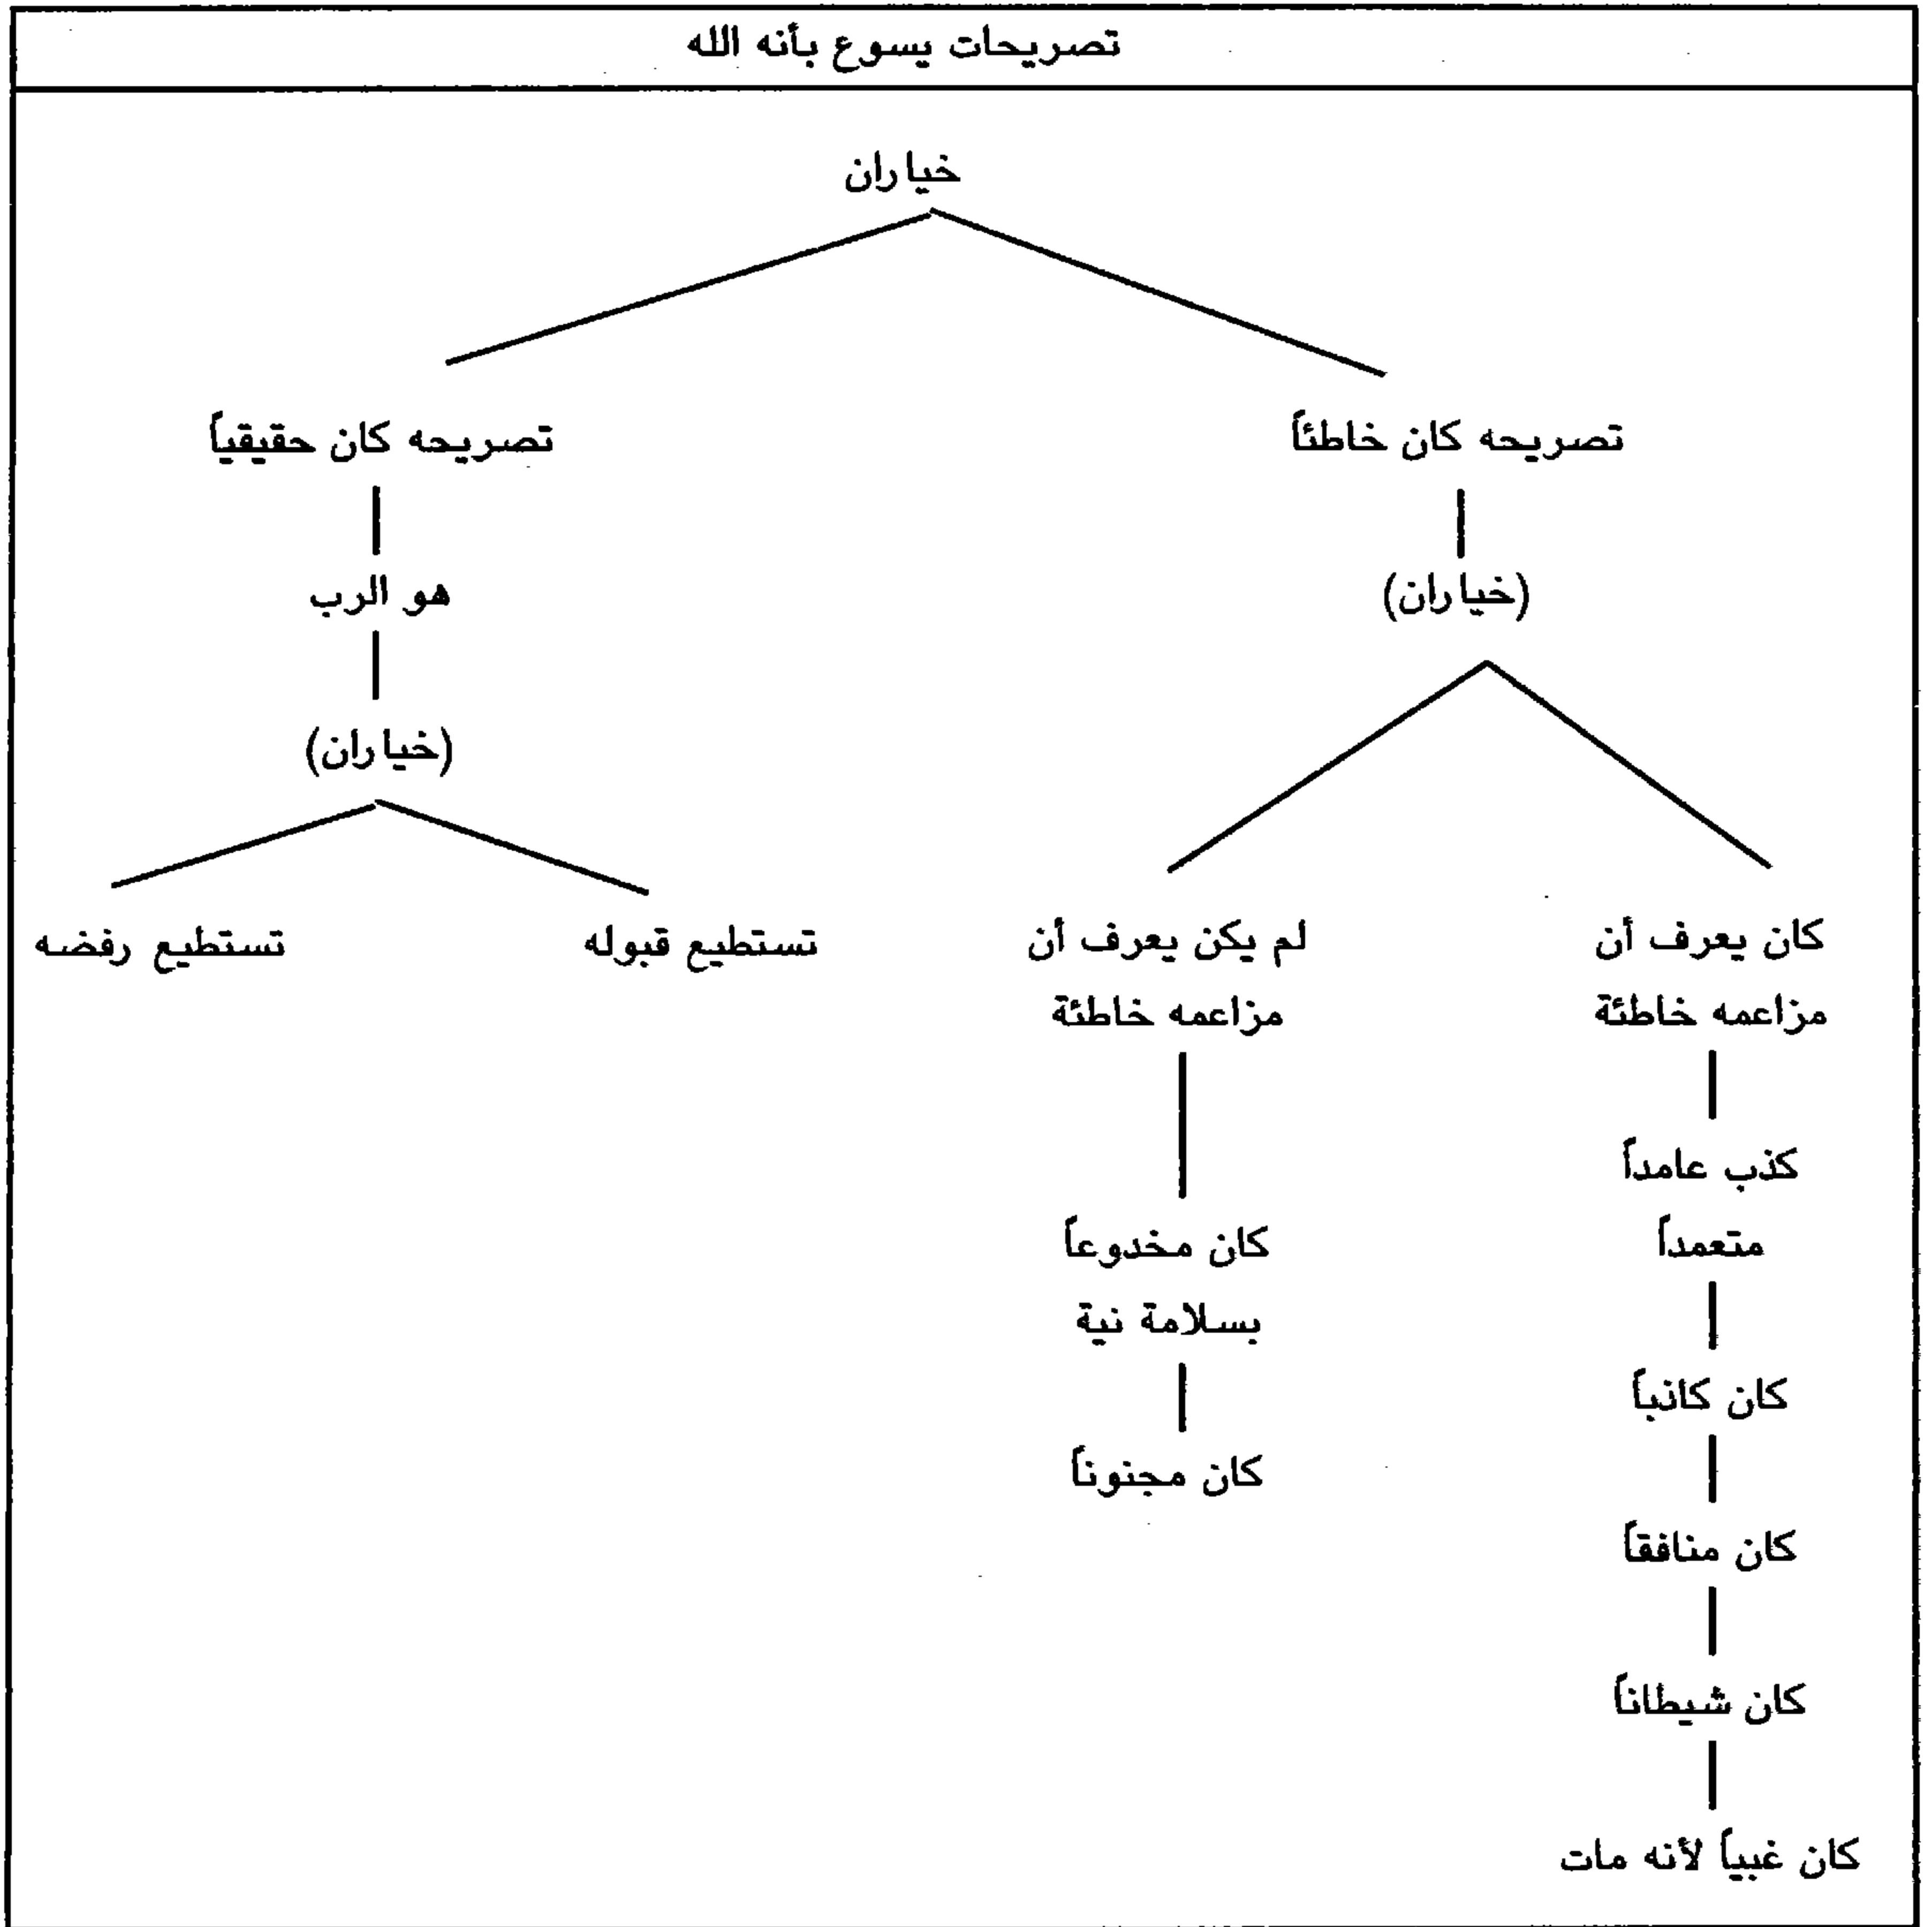 تصريحات يسوع بأنه الله
خياران
تصريحه كان خاطئاً
تصريحه كان حقيقياً
(خياران)
هو الرب
(خياران)
كان يعرف أن
مزاعمه خاطئة
لم يكن يعرف أن
مزاعمه خاطئة
تستطيع قبوله
تستطيع رفضه
كذب عامداً
متعمداً
كان مخدوعاً
بسلامة نية
كان كاذباً
كان مجنوناً
كان منافقاً
كان شيطاناً
كان غبياً لأنه مات